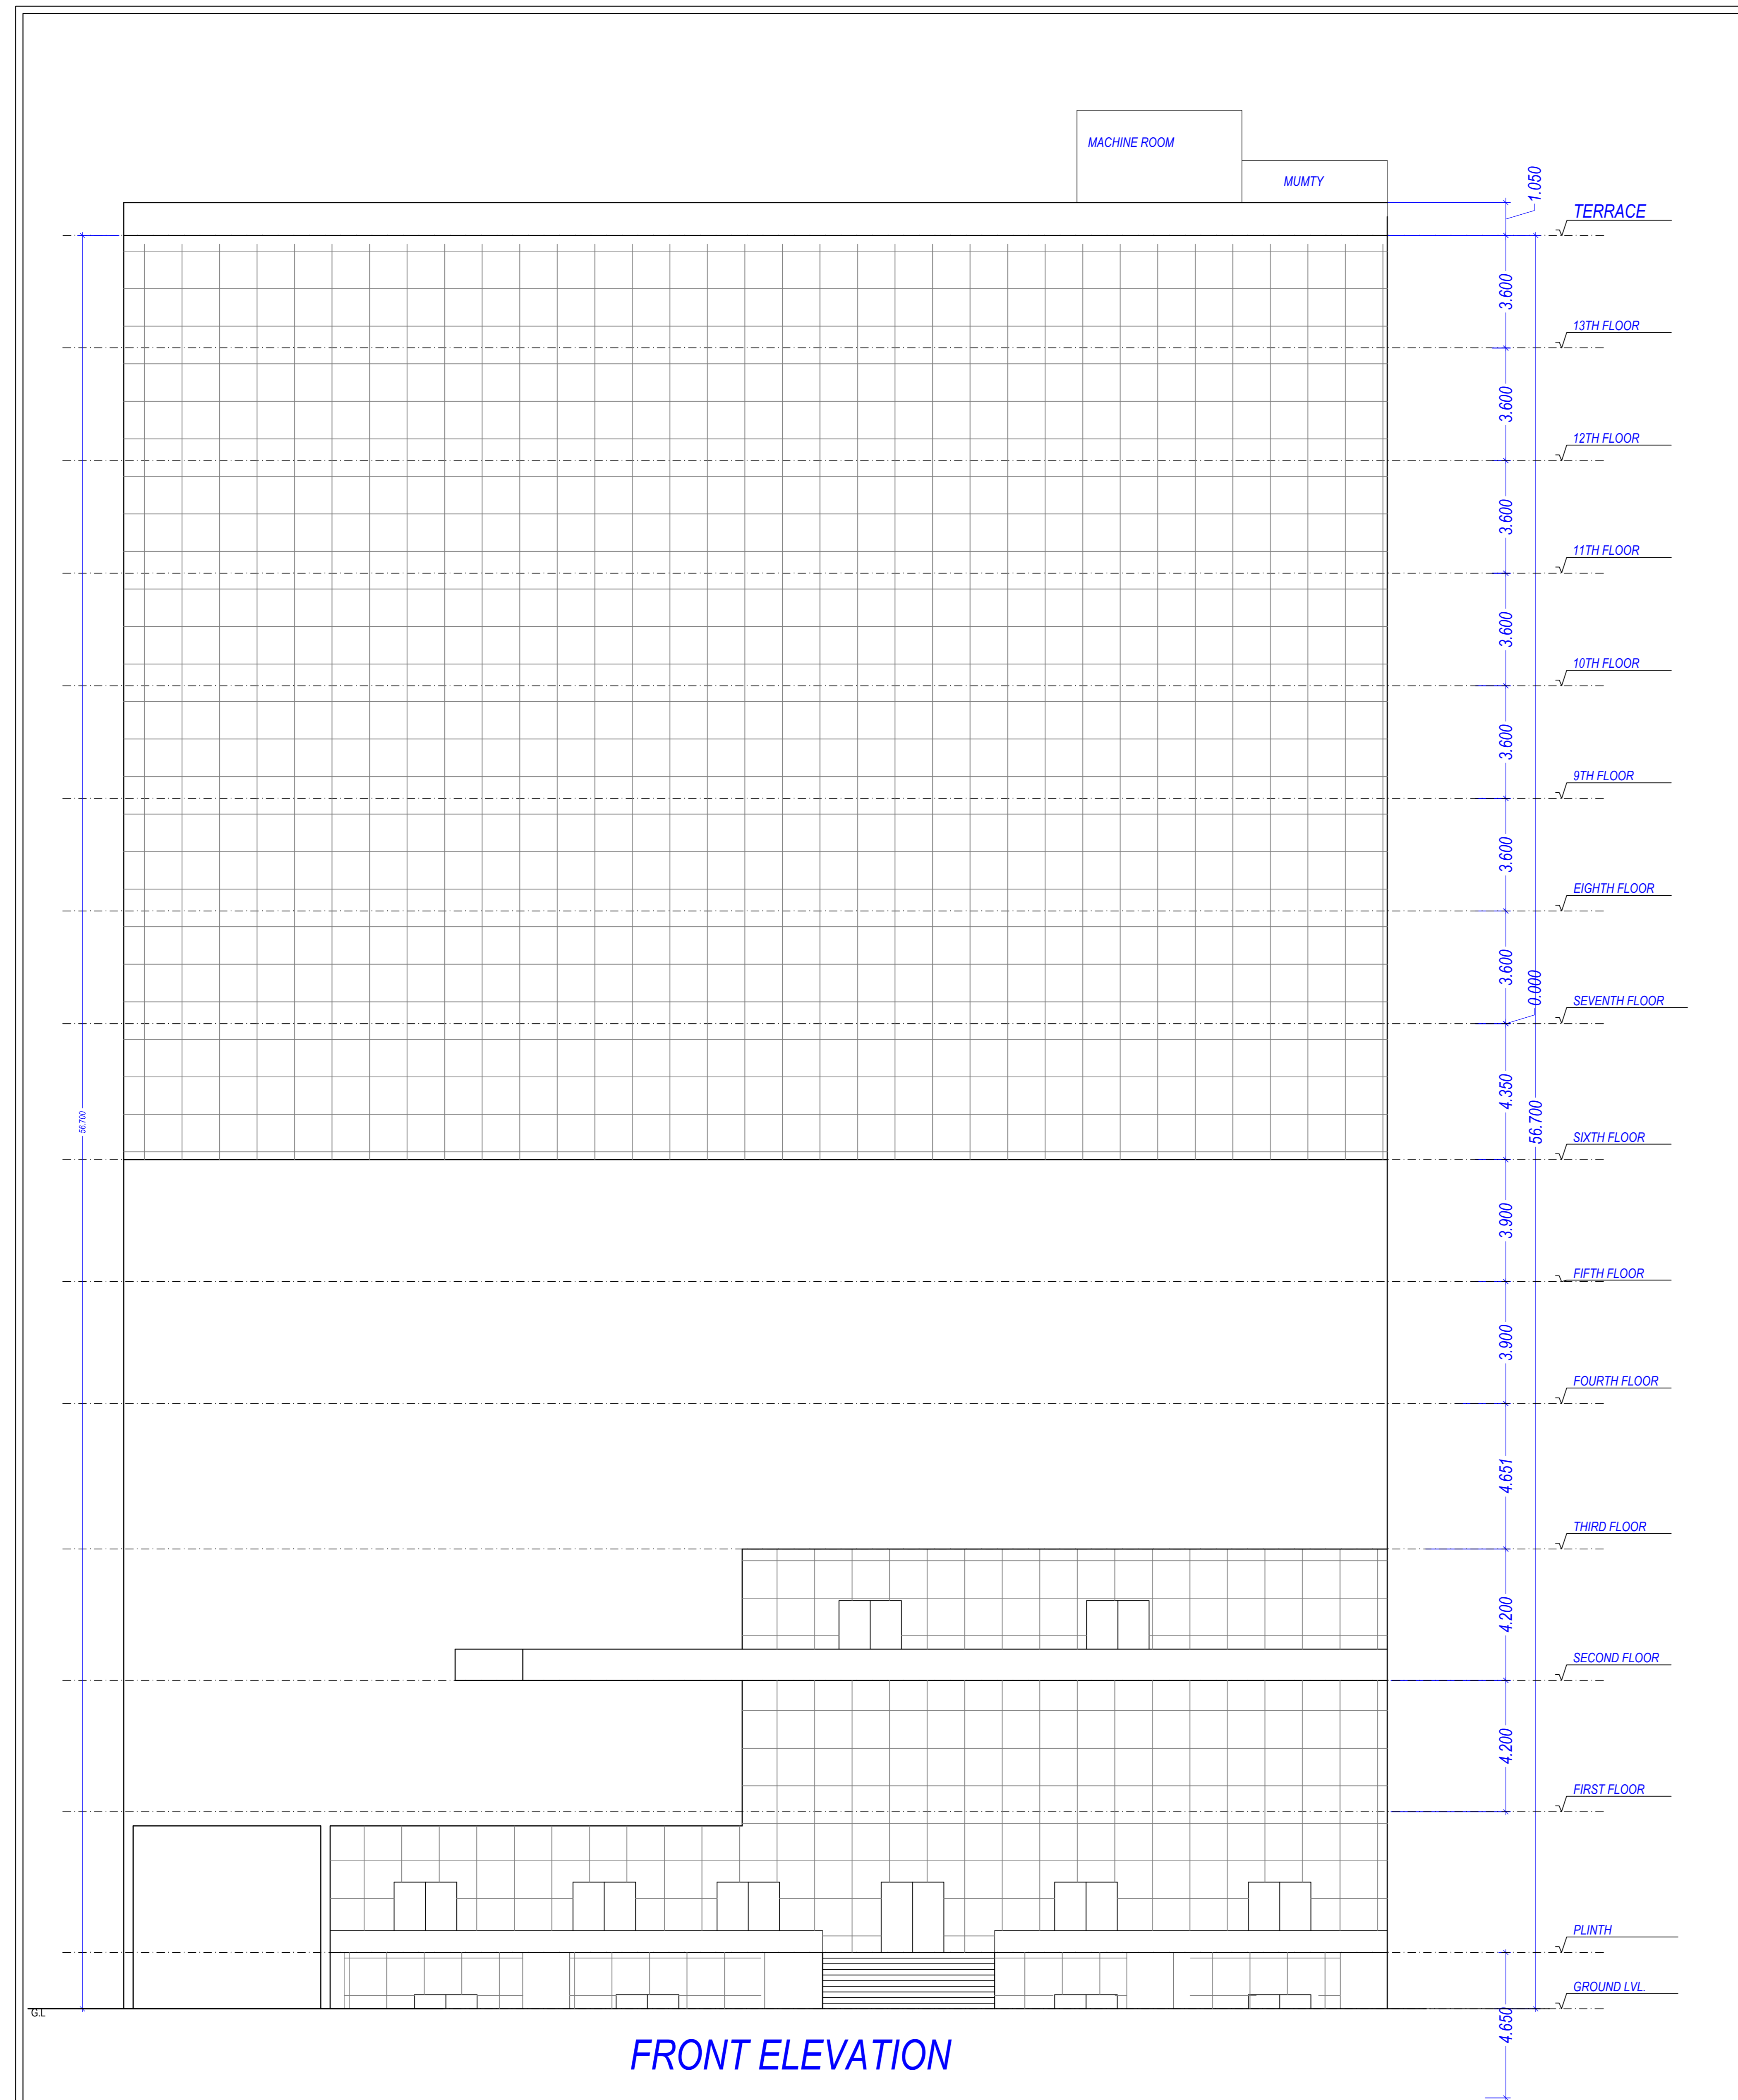 MACHINE ROOM
MUMTY
1.050
TERRACE
3.600
13TH FLOOR
3.600
12TH FLOOR
3.600
11TH FLOOR
3.600
10TH FLOOR
3.600
9TH FLOOR
3.600
EIGHTH FLOOR
3.600
0.000
SEVENTH FLOOR
4.350
56.700
56.700
SIXTH FLOOR
3.900
FIFTH FLOOR
3.900
FOURTH FLOOR
4.651
THIRD FLOOR
4.200
SECOND FLOOR
4.200
FIRST FLOOR
PLINTH
GROUND LVL.
G.L
4.650
FRONT ELEVATION